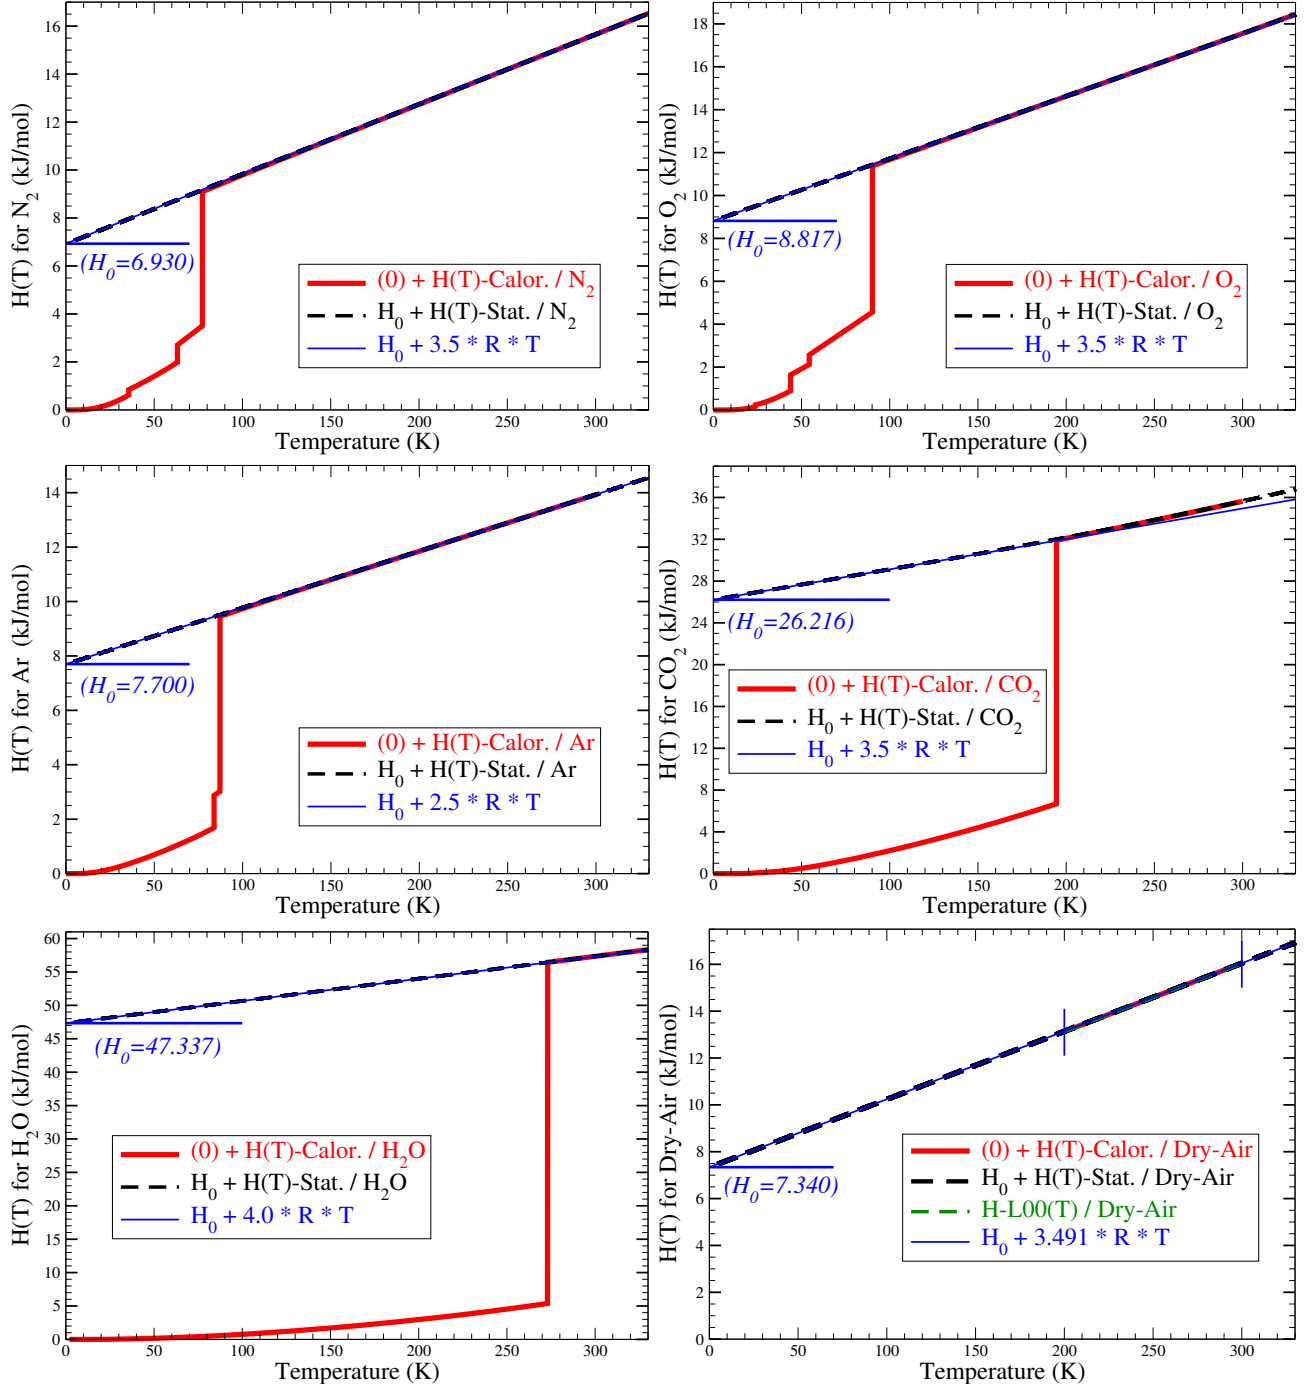 H(T) for N₂ (kJ/mol)
16
14
12
10
8
6
4
2
0
(H₀=6.930)
(0) + H(T)-Calor. / N₂
H₀ + H(T)-Stat. / N₂
H₀ + 3.5 * R * T
0 50 100 150 200 250 300
Temperature (K)
H(T) for O₂ (kJ/mol)
18
16
14
12
10
8
6
4
2
0
(H₀=8.817)
(0) + H(T)-Calor. / O₂
H₀ + H(T)-Stat. / O₂
H₀ + 3.5 * R * T
0 50 100 150 200 250 300
Temperature (K)
H(T) for Ar (kJ/mol)
14
12
10
8
6
4
2
0
(H₀=7.700)
(0) + H(T)-Calor. / Ar
H₀ + H(T)-Stat. / Ar
H₀ + 2.5 * R * T
0 50 100 150 200 250 300
Temperature (K)
H(T) for CO₂ (kJ/mol)
36
32
28
24
20
16
12
8
4
0
(H₀=26.216)
(0) + H(T)-Calor. / CO₂
H₀ + H(T)-Stat. / CO₂
H₀ + 3.5 * R * T
0 50 100 150 200 250 300
Temperature (K)
H(T) for H₂O (kJ/mol)
60
55
50
45
40
35
30
25
20
15
10
5
0
(H₀=47.337)
(0) + H(T)-Calor. / H₂O
H₀ + H(T)-Stat. / H₂O
H₀ + 4.0 * R * T
0 50 100 150 200 250 300
Temperature (K)
H(T) for Dry-Air (kJ/mol)
16
14
12
10
8
6
4
2
0
(H₀=7.340)
(0) + H(T)-Calor. / Dry-Air
H₀ + H(T)-Stat. / Dry-Air
H-L00(T) / Dry-Air
H₀ + 3.491 * R * T
0 50 100 150 200 250 300
Temperature (K)